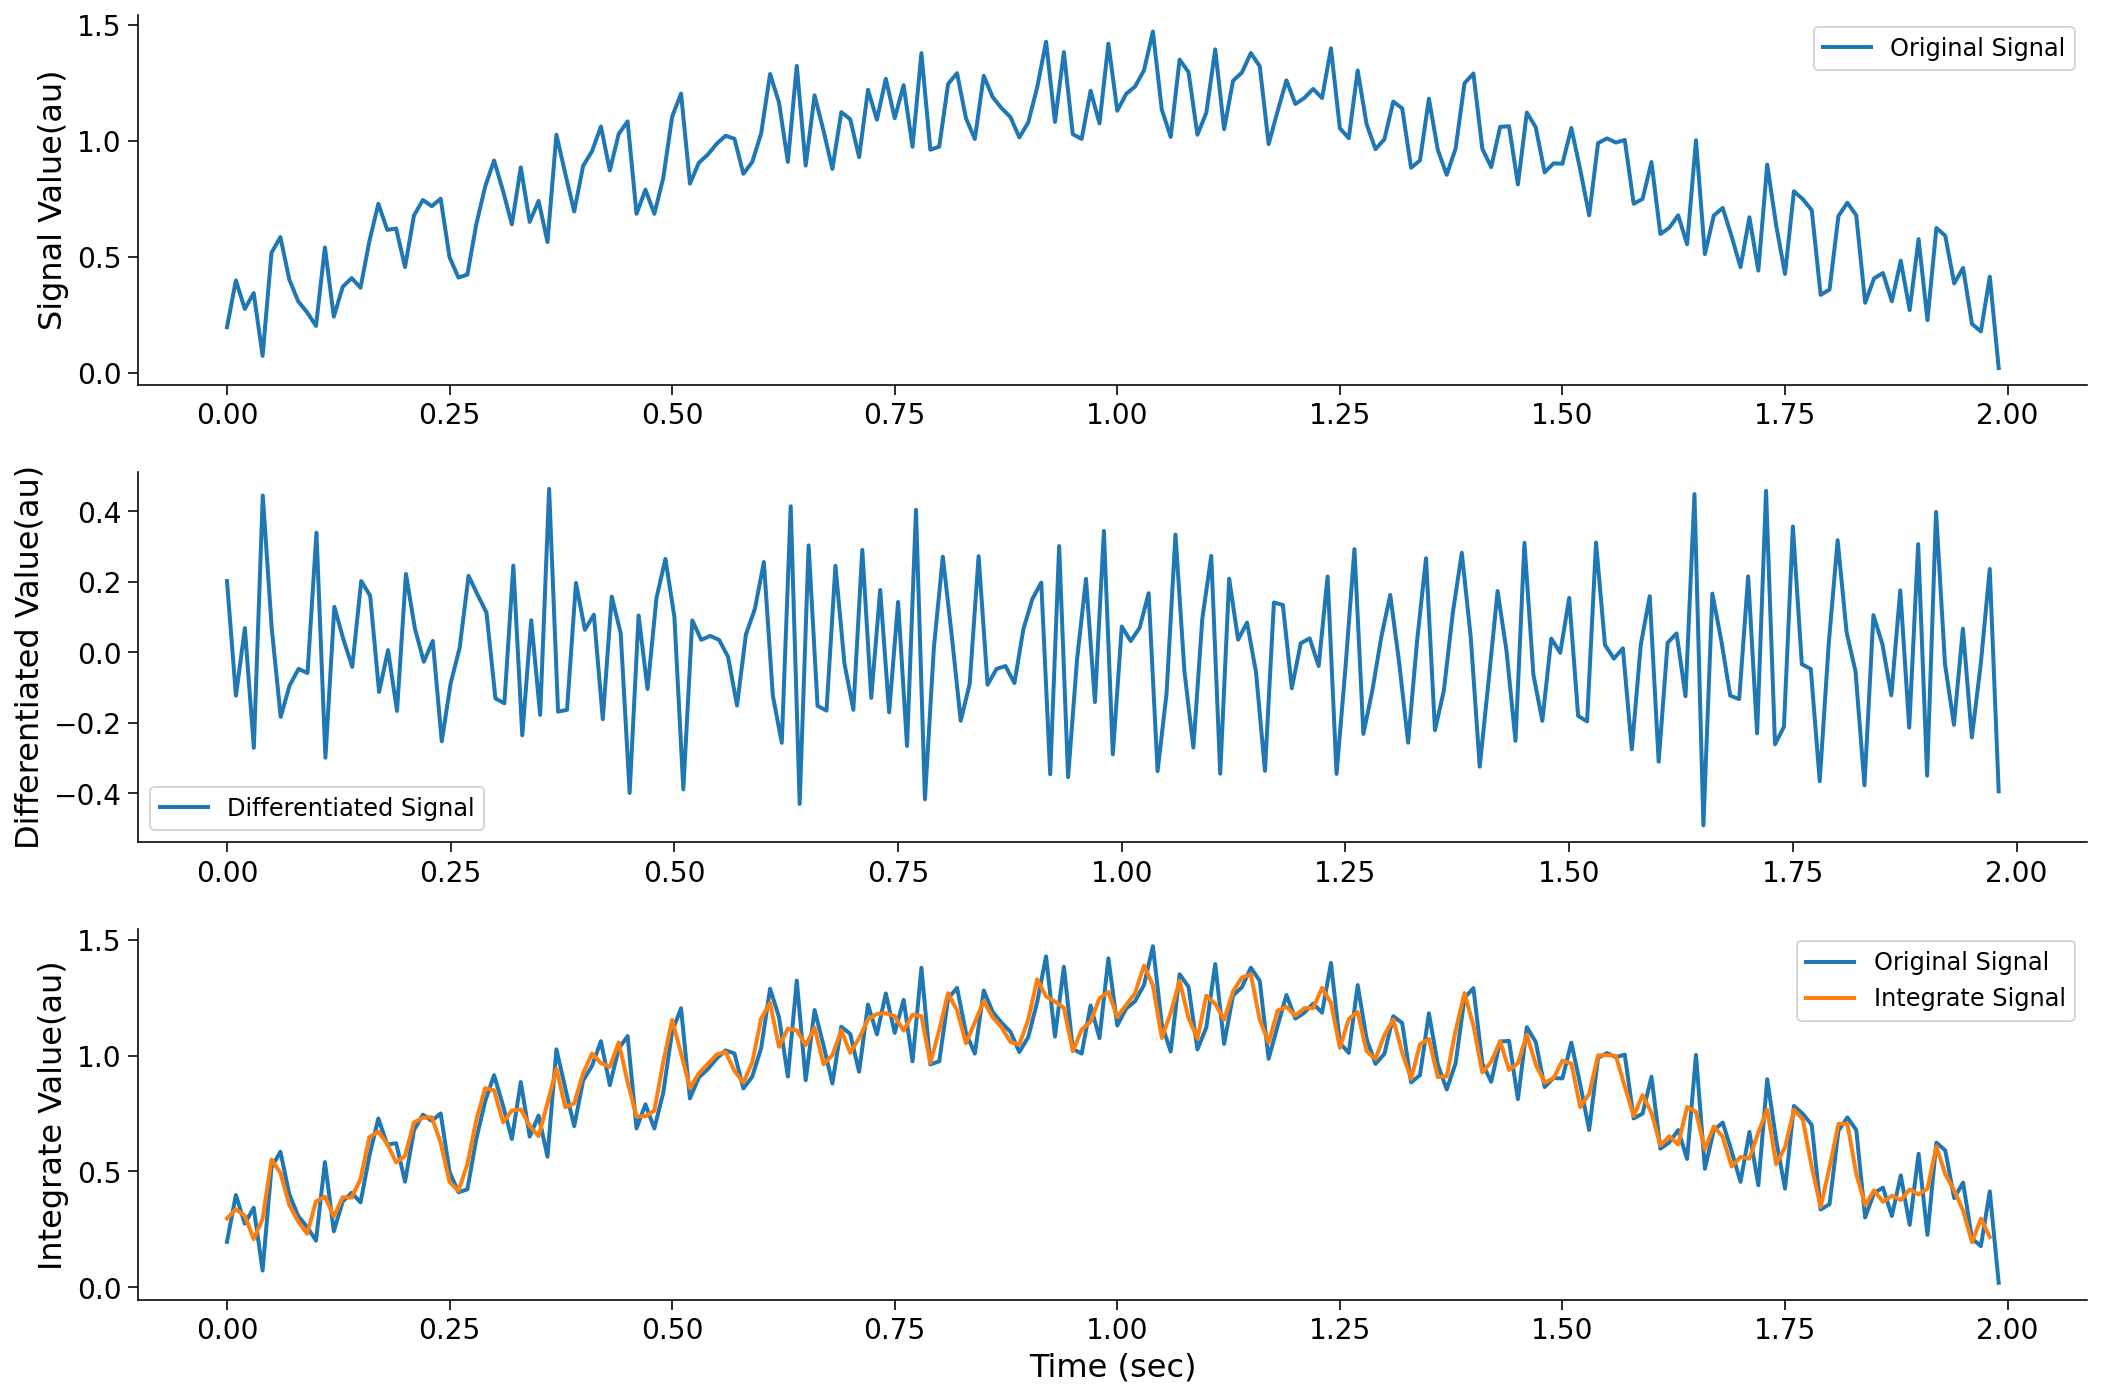 Signal Value(au)
1.5
1.0
0.5
0.0
Original Signal
0.00 0.25 0.50 0.75 1.00 1.25 1.50 1.75 2.00
Differentiated Value(au)
0.4
0.2
0.0
−0.2
−0.4
Differentiated Signal
0.00 0.25 0.50 0.75 1.00 1.25 1.50 1.75 2.00
Integrate Value(au)
1.5
1.0
0.5
0.0
Original Signal
Integrate Signal
0.00 0.25 0.50 0.75 1.00 1.25 1.50 1.75 2.00
Time (sec)